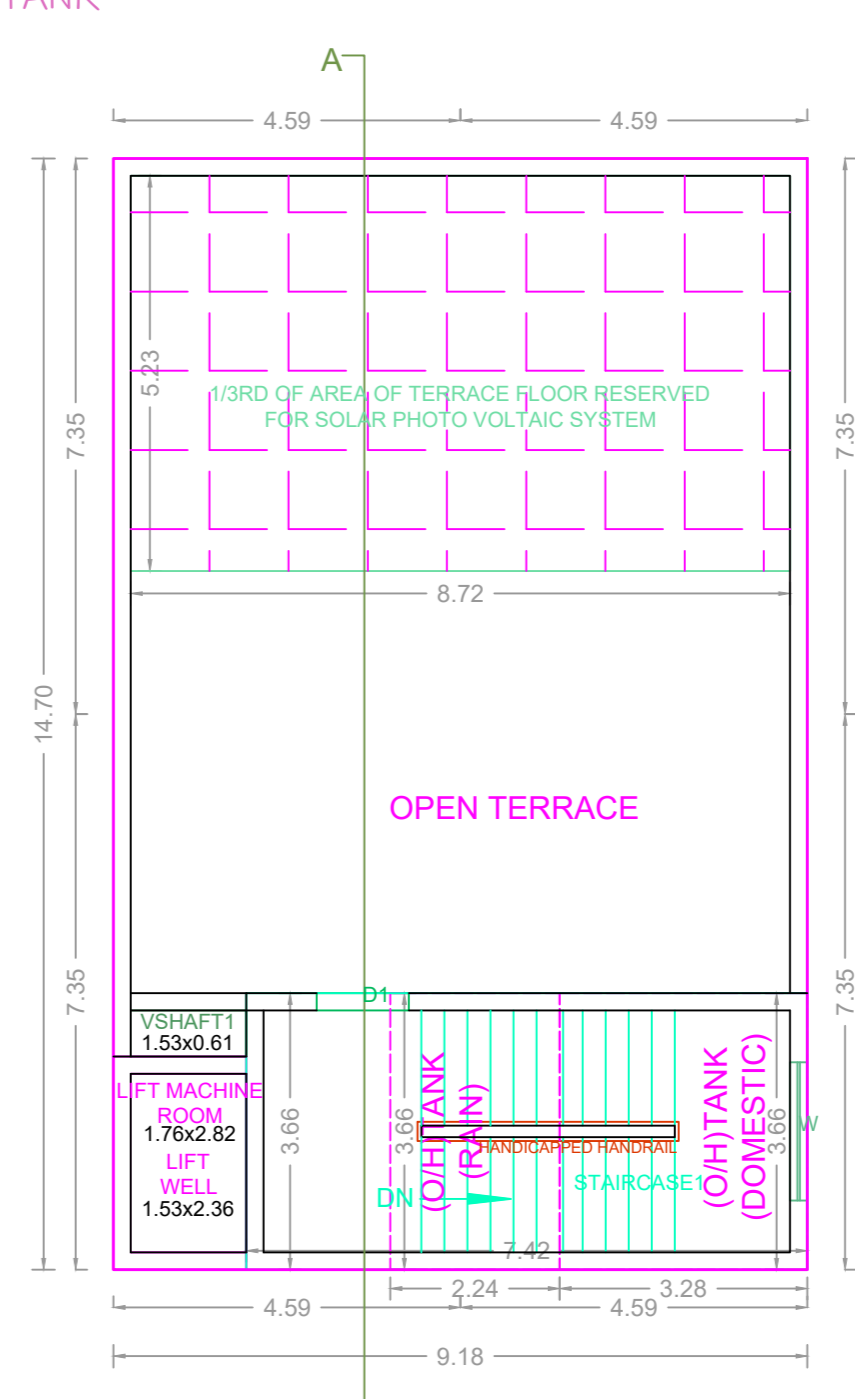 TANK
A
4.59
4.59
5.23
1/3RD OF AREA OF TERRACE FLOOR RESERVED
FOR SOLAR PHOTO VOLTAIC SYSTEM
7.35
7.35
8.72
14.70
OPEN TERRACE
7.35
7.35
D1
VSHAFT1
1.53x0.61
LIFT MACHINE
ROOM
1.76x2.82
LIFT
WELL
1.53x2.36
3.66
3.66
(O/H)TANK
(RAIN)
HANDICAPPED HANDRAIL
STAIRCASE1
DN
(O/H)TANK
(DOMESTIC)
3.66
W
7.42
2.24
3.28
4.59
4.59
9.18